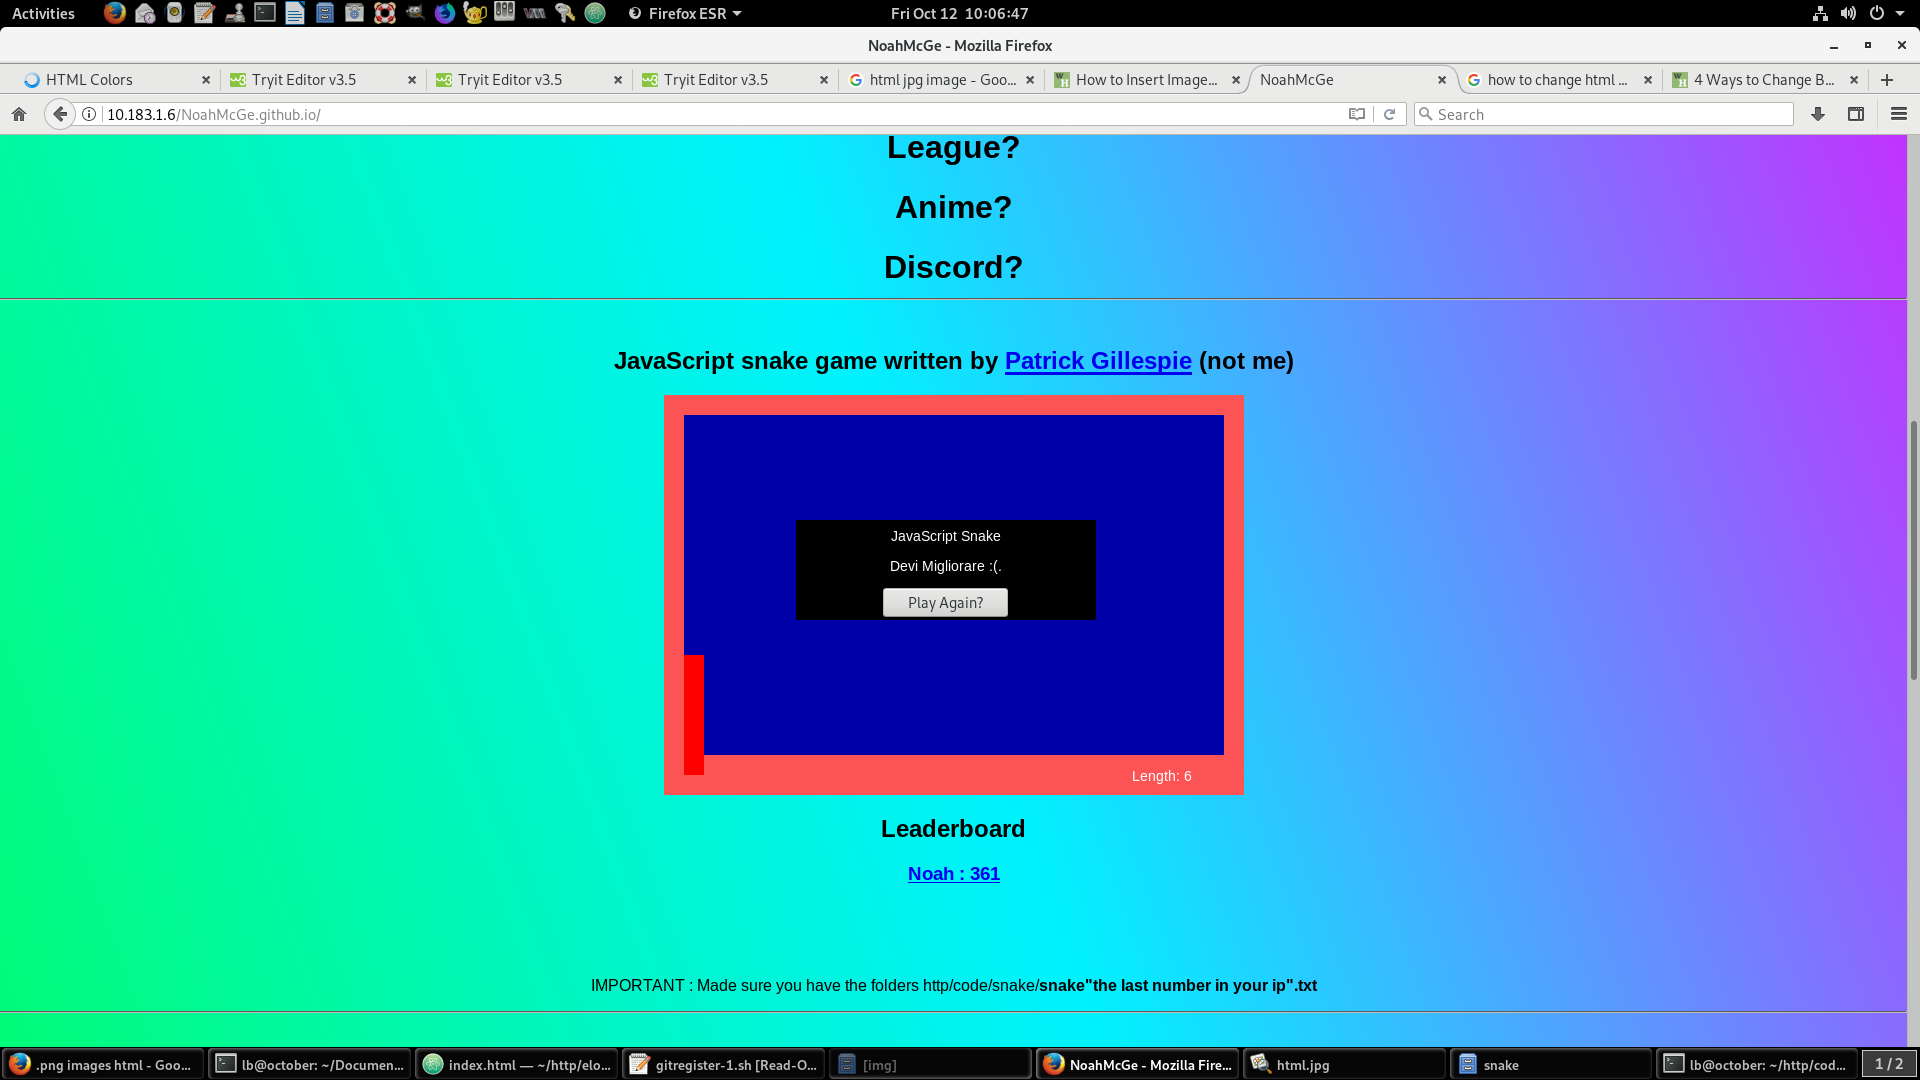 Activities
Firefox ESR
Fri Oct 12 10:06:47
NoahMcGe - Mozilla Firefox
HTML Colors
Tryit Editor v3.5
Tryit Editor v3.5
Tryit Editor v3.5
html jpg image - Goo...
How to Insert Image...
NoahMcGe
how to change html ...
4 Ways to Change B...
10.183.1.6/NoahMcGe.github.io/
Search
League?
Anime?
Discord?
JavaScript snake game written by Patrick Gillespie (not me)
JavaScript Snake
Devi Migliorare :(.
Play Again?
Length: 6
Leaderboard
Noah : 361
IMPORTANT : Made sure you have the folders http/code/snake/snake"the last number in your ip".txt
.png images html - Goo...
lb@october: ~/Documen...
index.html — ~/http/elo...
gitregister-1.sh [Read-O...
[img]
NoahMcGe - Mozilla Fire...
html.jpg
snake
lb@october: ~/http/cod...
1 / 2